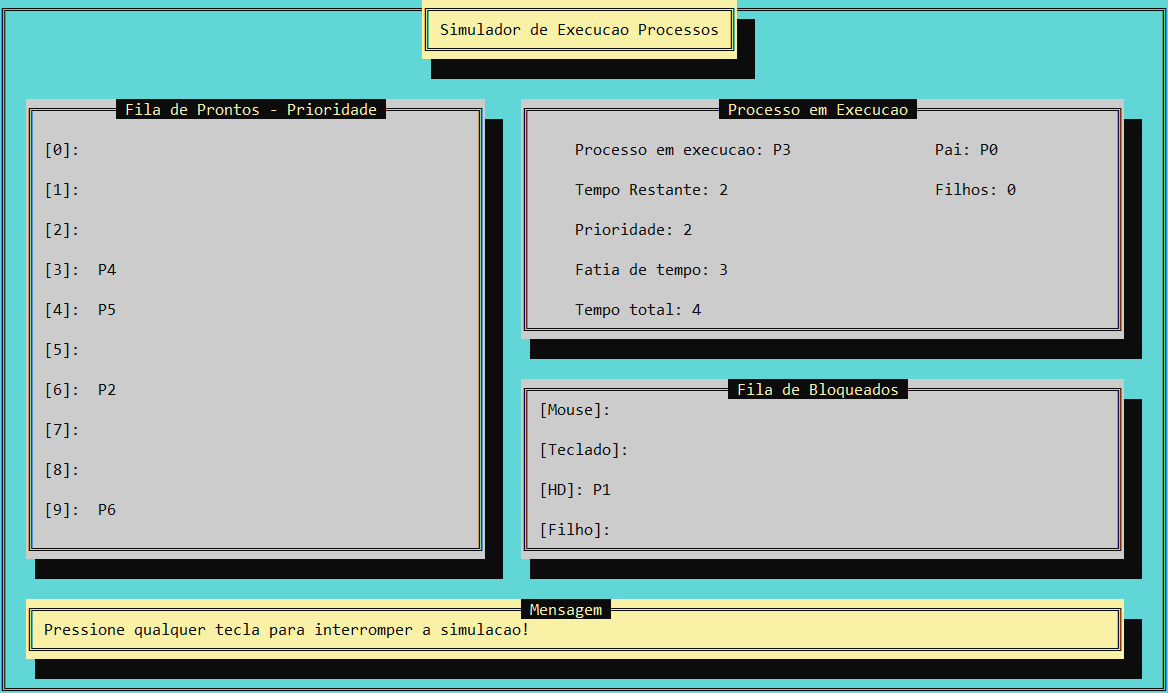 Simulador de Execucao Processos
Fila de Prontos - Prioridade
[0]:
[1]:
[2]:
[3]: P4
[4]: P5
[5]:
[6]: P2
[7]:
[8]:
[9]: P6
Processo em Execucao
Processo em execucao: P3 Pai: P0
Tempo Restante: 2 Filhos: 0
Prioridade: 2
Fatia de tempo: 3
Tempo total: 4
Fila de Bloqueados
[Mouse]:
[Teclado]:
[HD]: P1
[Filho]:
Mensagem
Pressione qualquer tecla para interromper a simulacao!